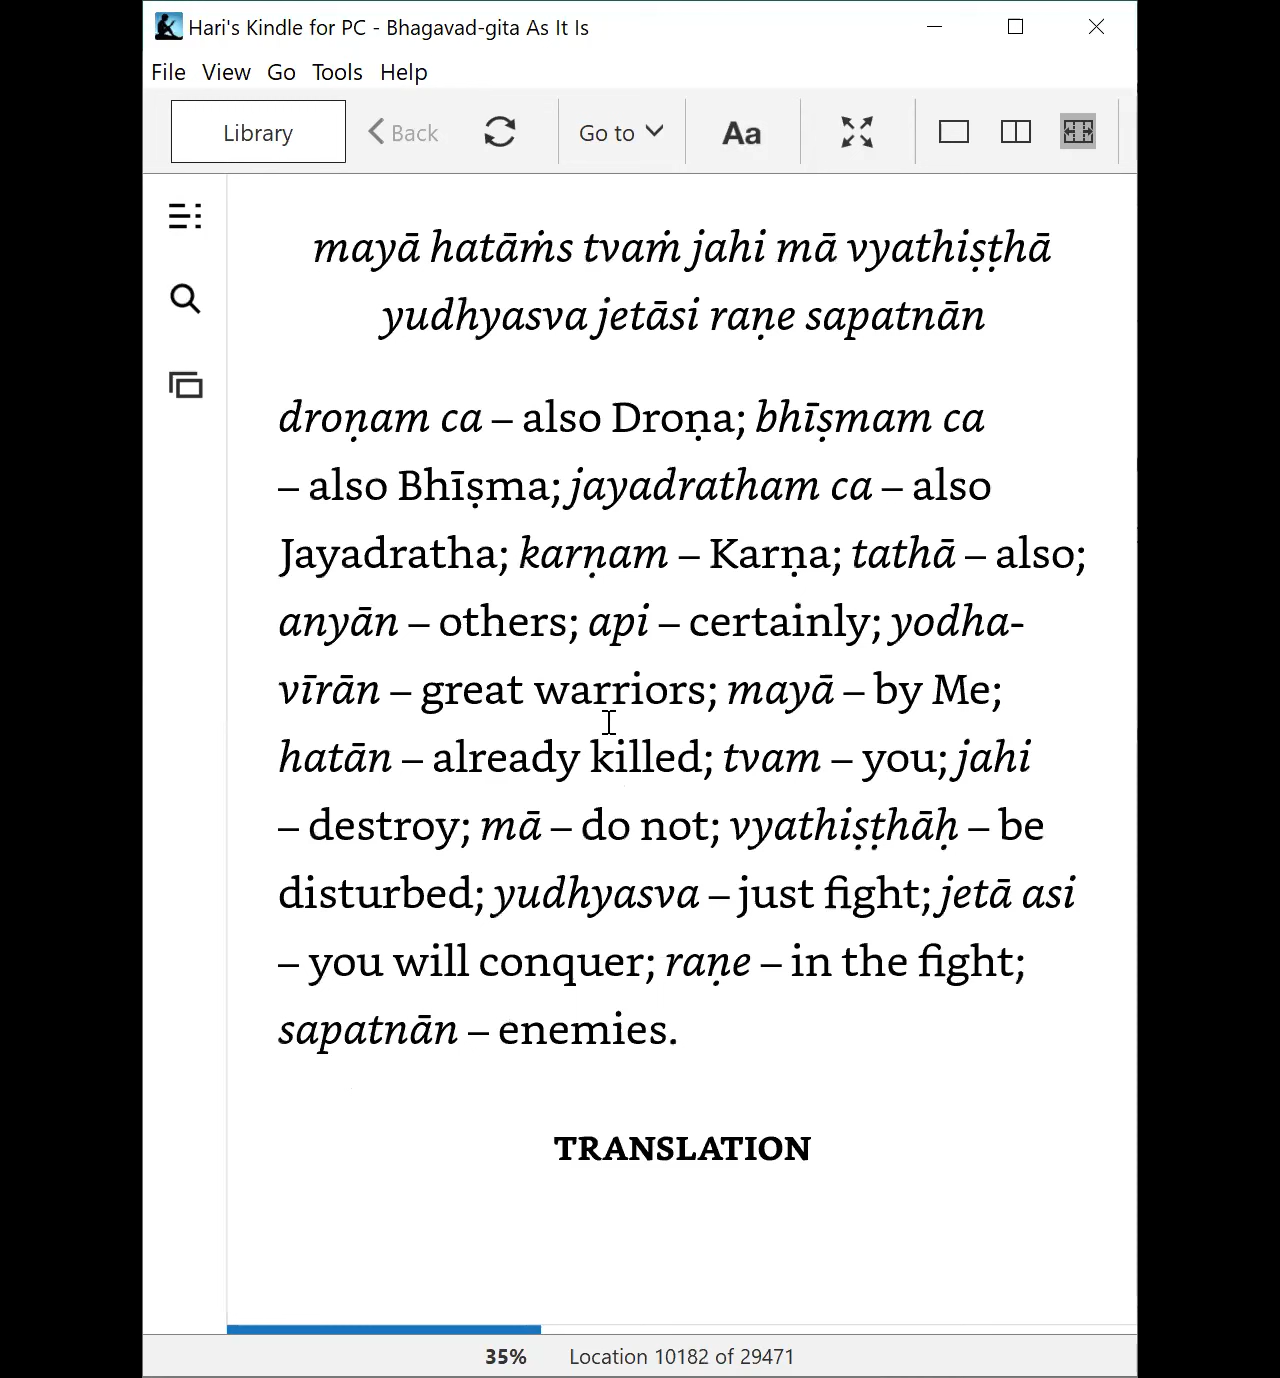 Hari's Kindle for PC - Bhagavad-gita As It Is
File View Go Tools Help
Library Back Go to Aa
mayā hatāṁs tvaṁ jahi mā vyathiṣṭhā
yudhyasva jetāsi raṇe sapatnān
droṇam ca – also Droṇa; bhīṣmam ca
– also Bhīṣma; jayadratham ca – also
Jayadratha; karṇam – Karṇa; tathā – also;
anyān – others; api – certainly; yodha-
vīrān – great warriors; mayā – by Me;
hatān – already killed; tvam – you; jahi
– destroy; mā – do not; vyathiṣṭhāḥ – be
disturbed; yudhyasva – just fight; jetā asi
– you will conquer; raṇe – in the fight;
sapatnān – enemies.
TRANSLATION
35% Location 10182 of 29471